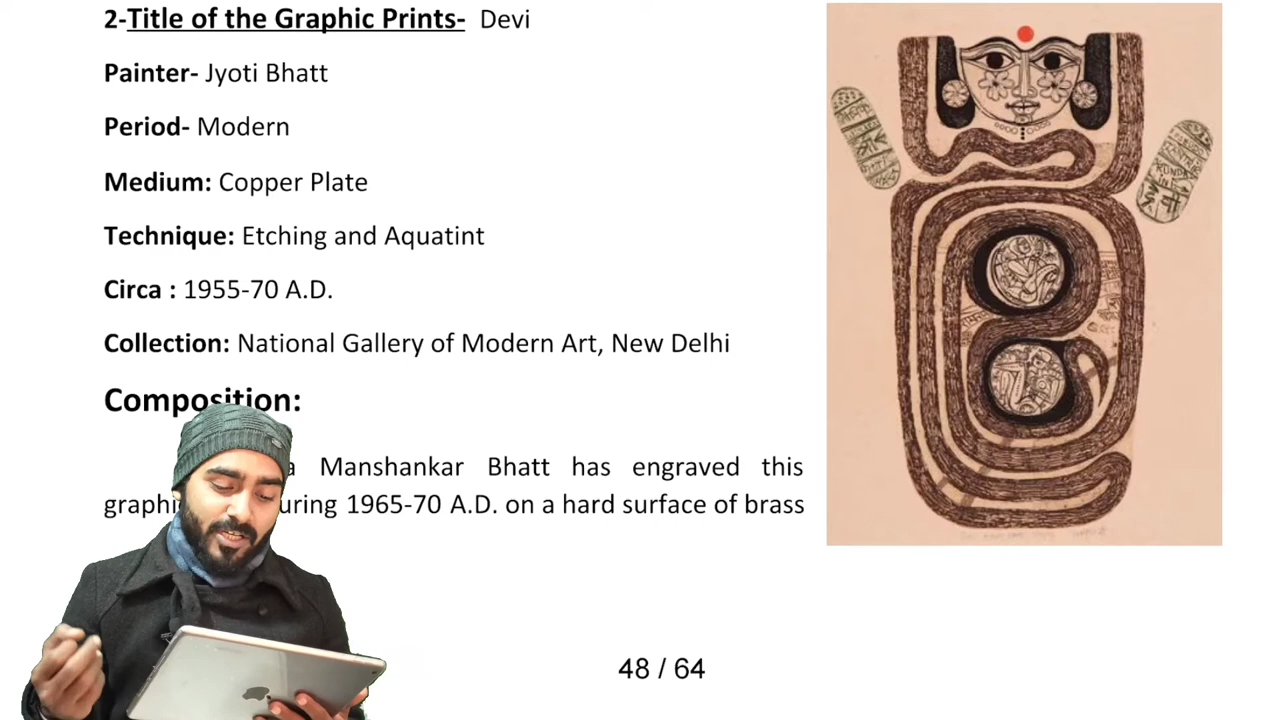 2-Title of the Graphic Prints- Devi
Painter- Jyoti Bhatt
Period- Modern
Medium: Copper Plate
Technique: Etching and Aquatint
Circa : 1955-70 A.D.
Collection: National Gallery of Modern Art, New Delhi
Composition:
Manshankar Bhatt has engraved this
1965-70 A.D. on a hard surface of brass
48 / 64